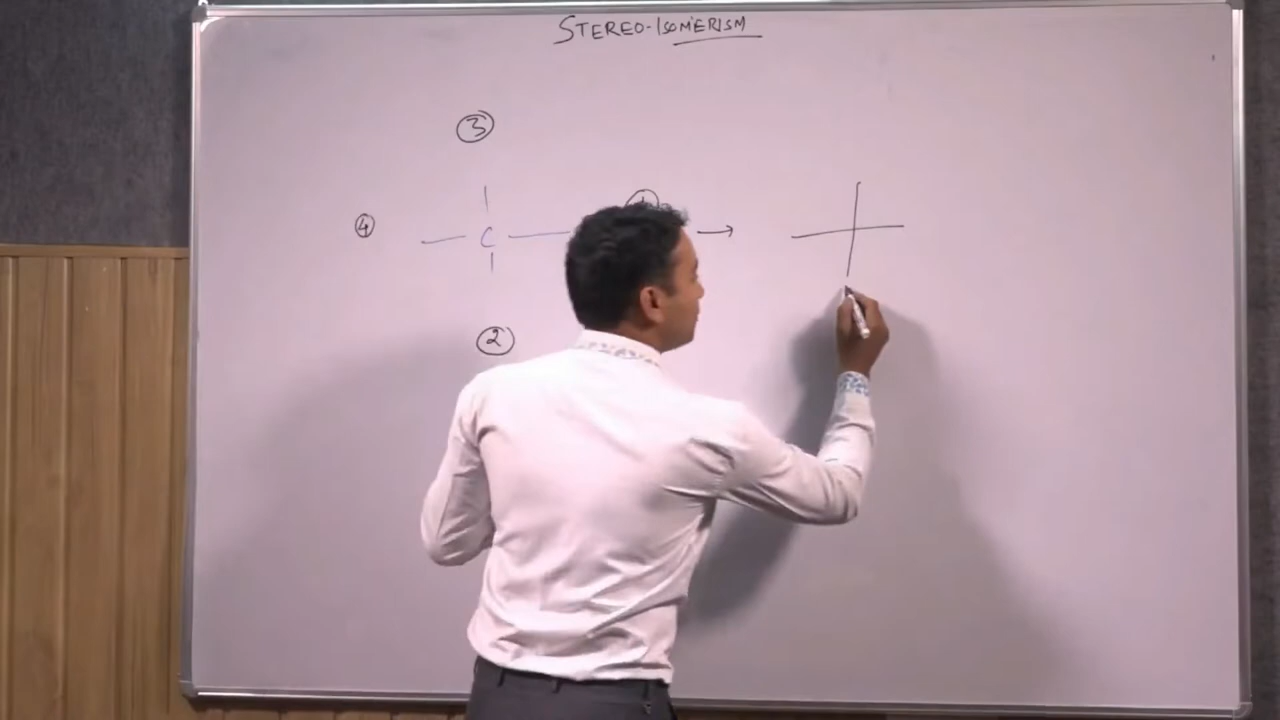 STEREO-ISOMERISM
③
④ C →
②